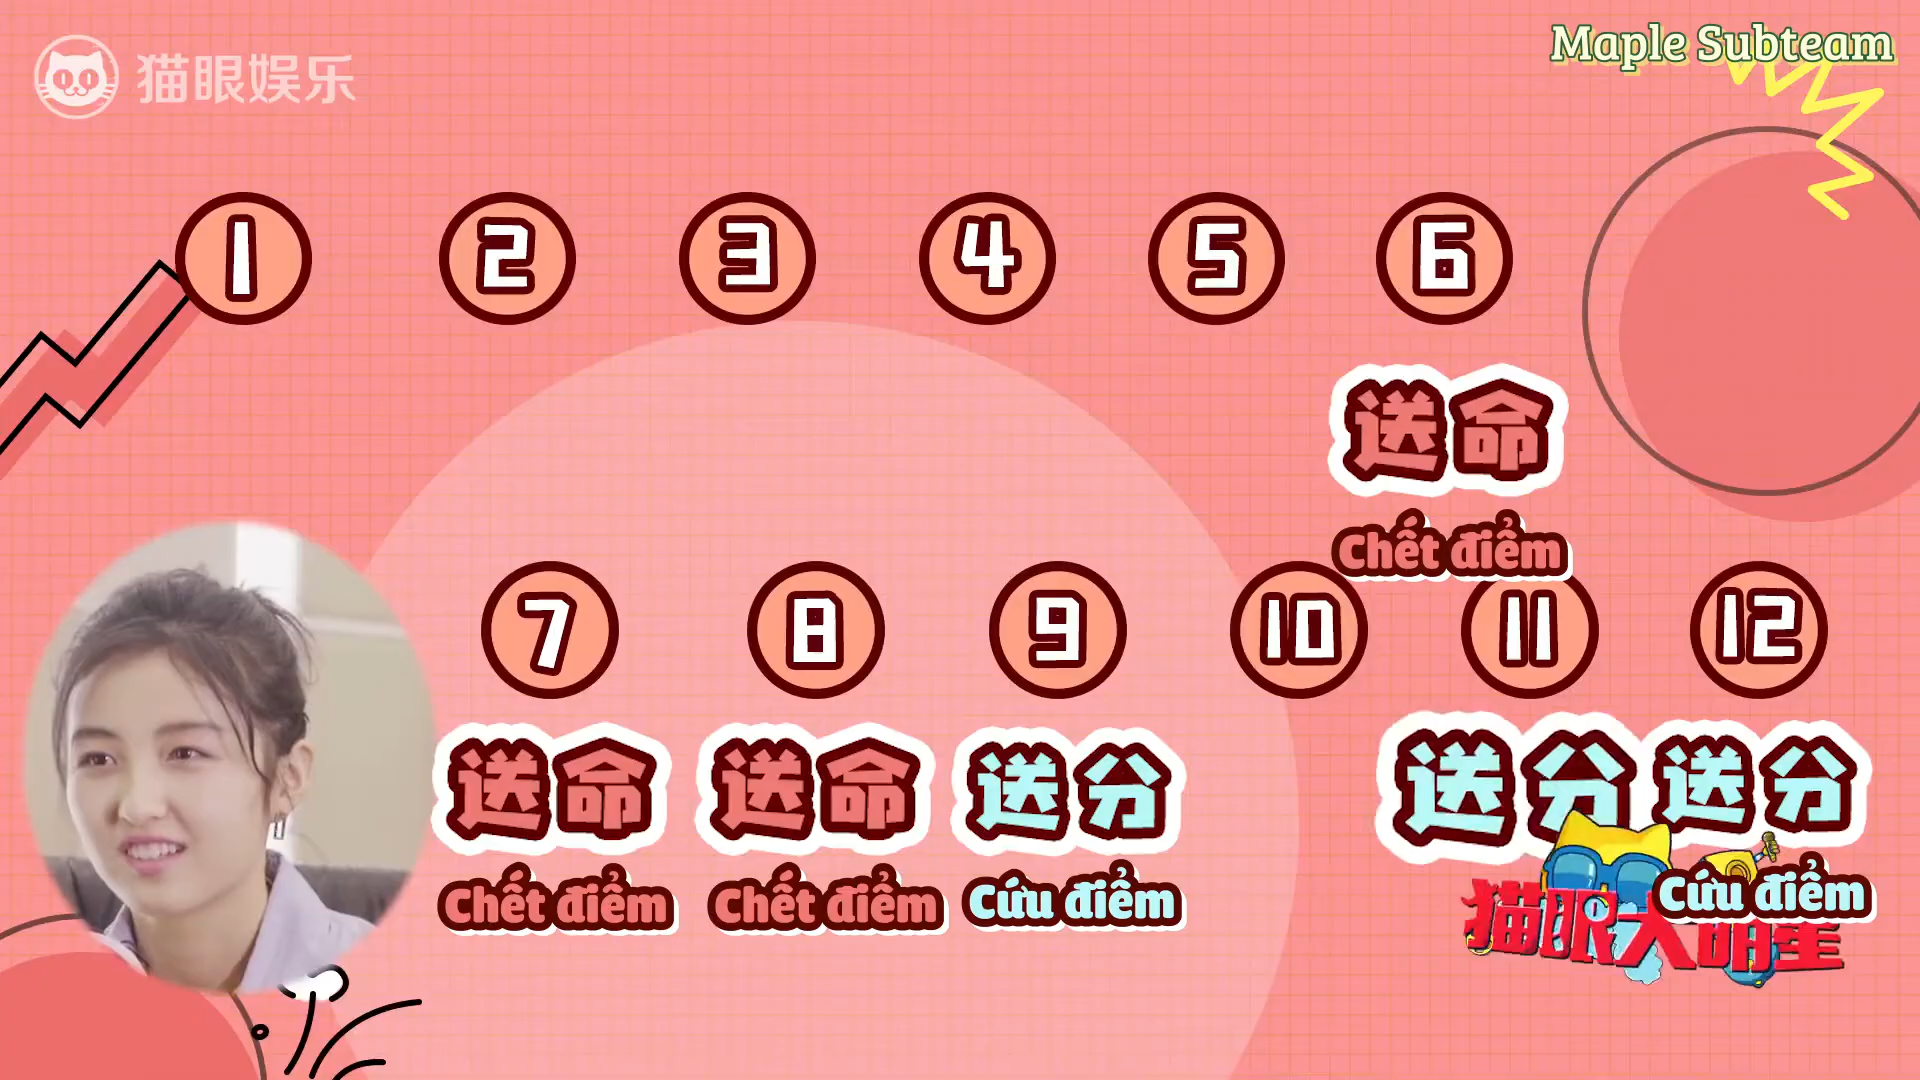 猫眼娱乐
Maple Subteam
1 2 3 4 5 6
送命
Chết điểm
7 8 9 10 11 12
送命 送命 送分 送分 送分
Chết điểm Chết điểm Cứu điểm Cứu điểm
猫眼大明星